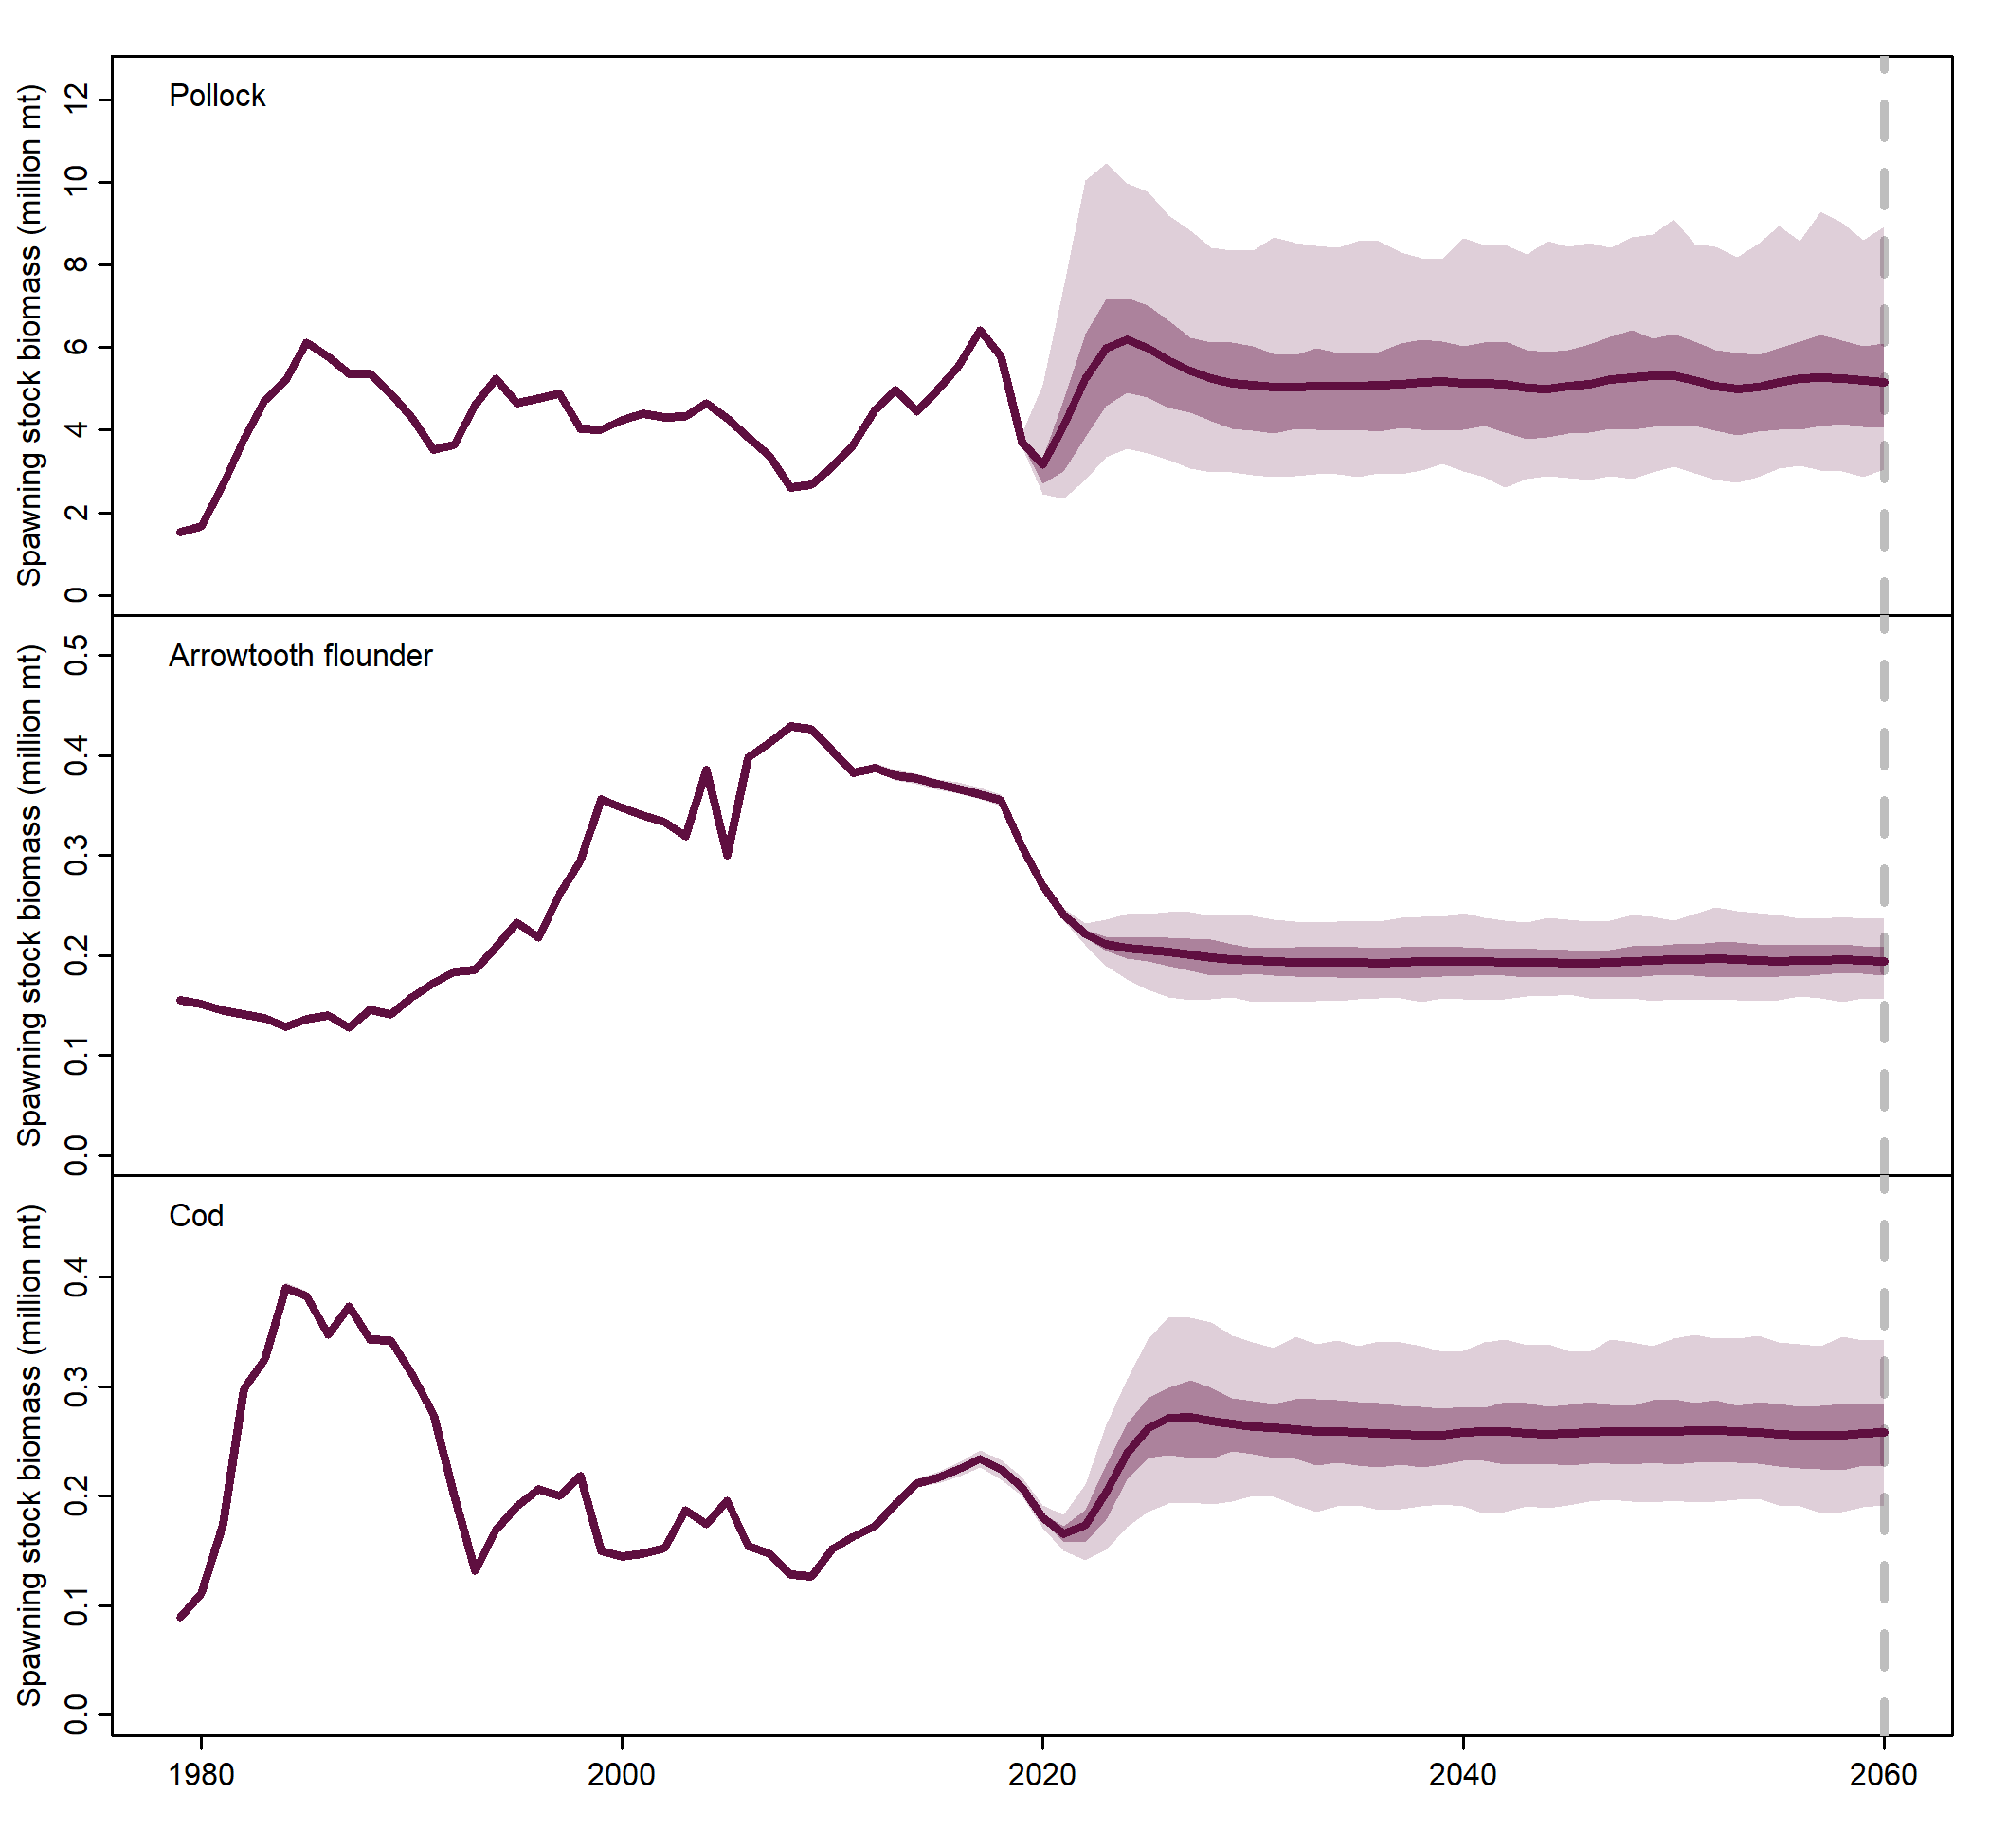 Pollock
Spawning stock biomass (million mt)
12
10
8
6
4
2
0
Arrowtooth flounder
Spawning stock biomass (million mt)
0.5
0.4
0.3
0.2
0.1
0.0
Cod
Spawning stock biomass (million mt)
0.4
0.3
0.2
0.1
0.0
1980 2000 2020 2040 2060